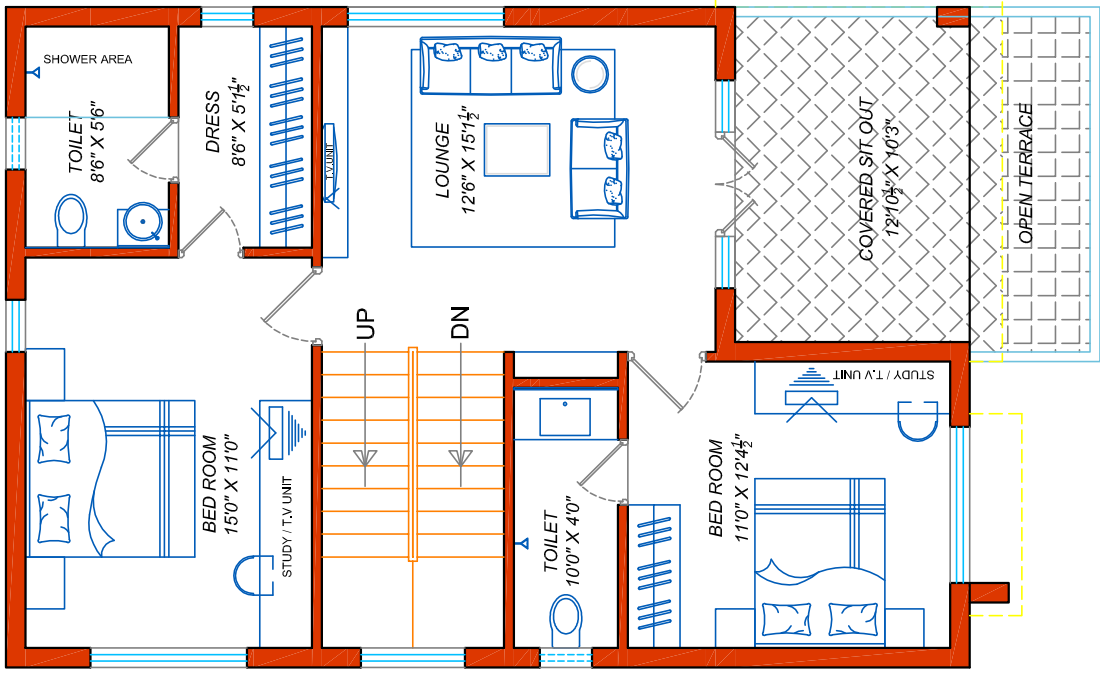 SHOWER AREA
TOILET
8'6" X 5'6"
DRESS
8'6" X 5'1½"
T.V.UNIT
LOUNGE
12'6" X 15'1½"
COVERED SIT OUT
12'10½" X 10'3"
OPEN TERRACE
UP
DN
BED ROOM
15'0" X 11'0"
STUDY / T.V UNIT
TOILET
10'0" X 4'0"
BED ROOM
11'0" X 12'4½"
STUDY / T.V UNIT